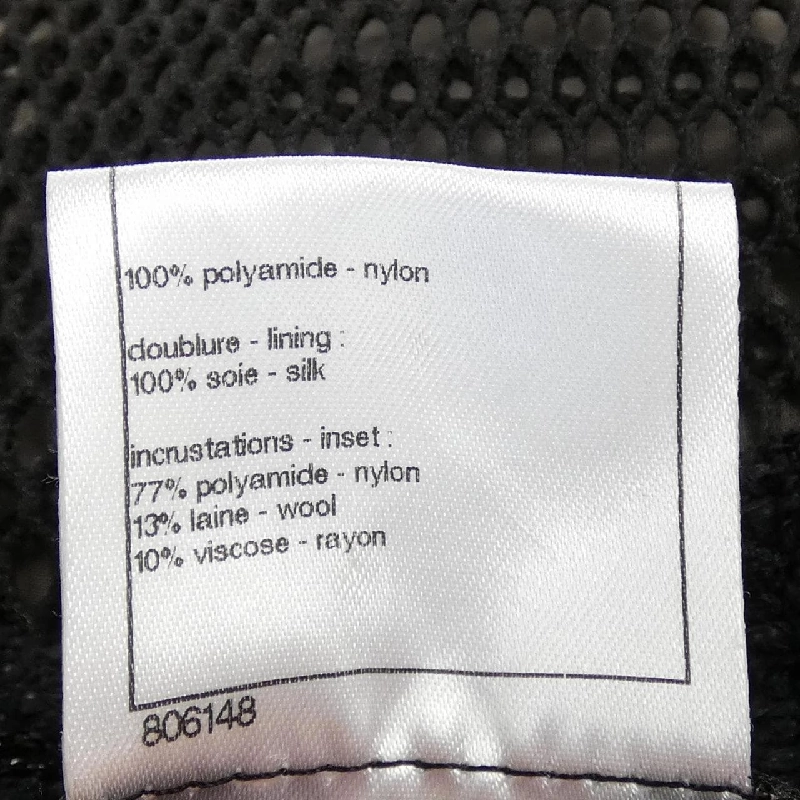 100% polyamide - nylon
doublure - lining :
100% soie - silk
incrustations - inset :
77% polyamide - nylon
13% laine - wool
10% viscose - rayon
806148